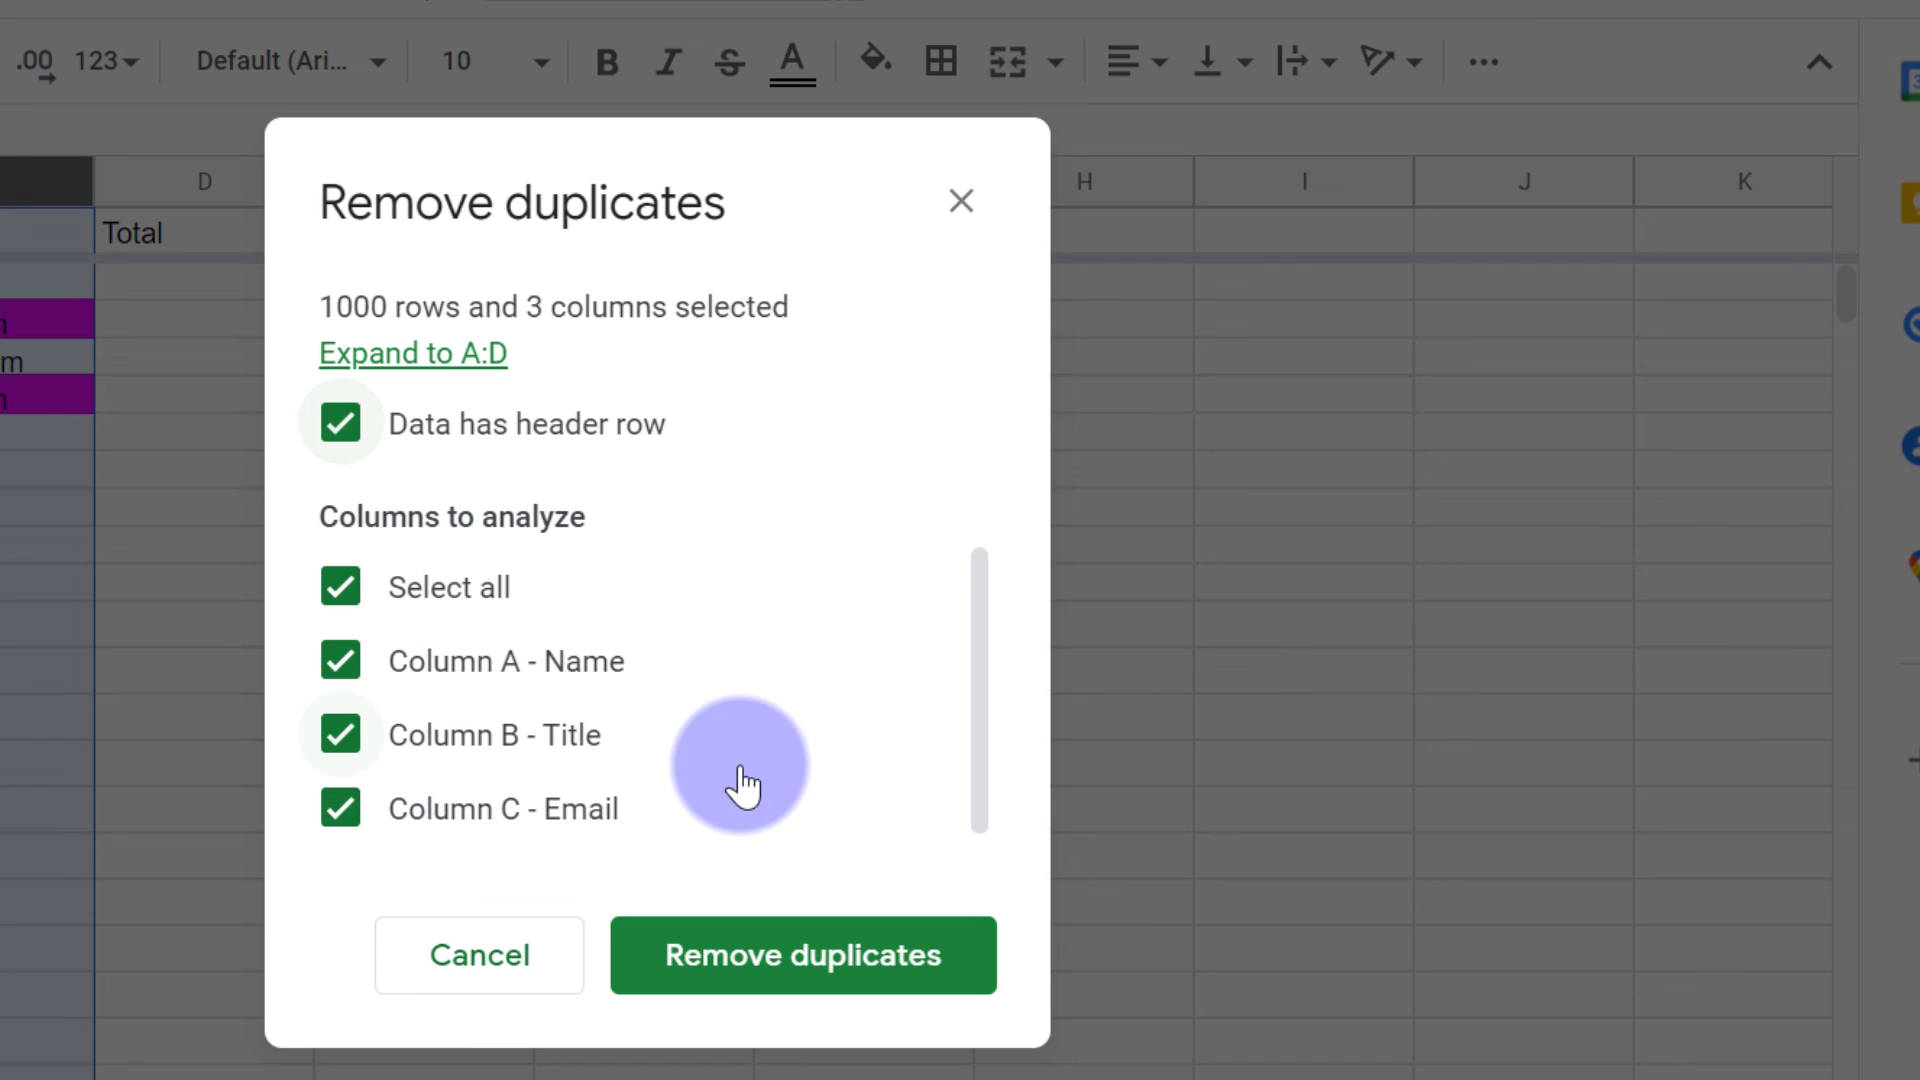 .00 123 Default (Ari... 10 B I S A
D H I J K
Total
m
Remove duplicates
1000 rows and 3 columns selected
Expand to A:D
Data has header row
Columns to analyze
Select all
Column A - Name
Column B - Title
Column C - Email
Cancel Remove duplicates